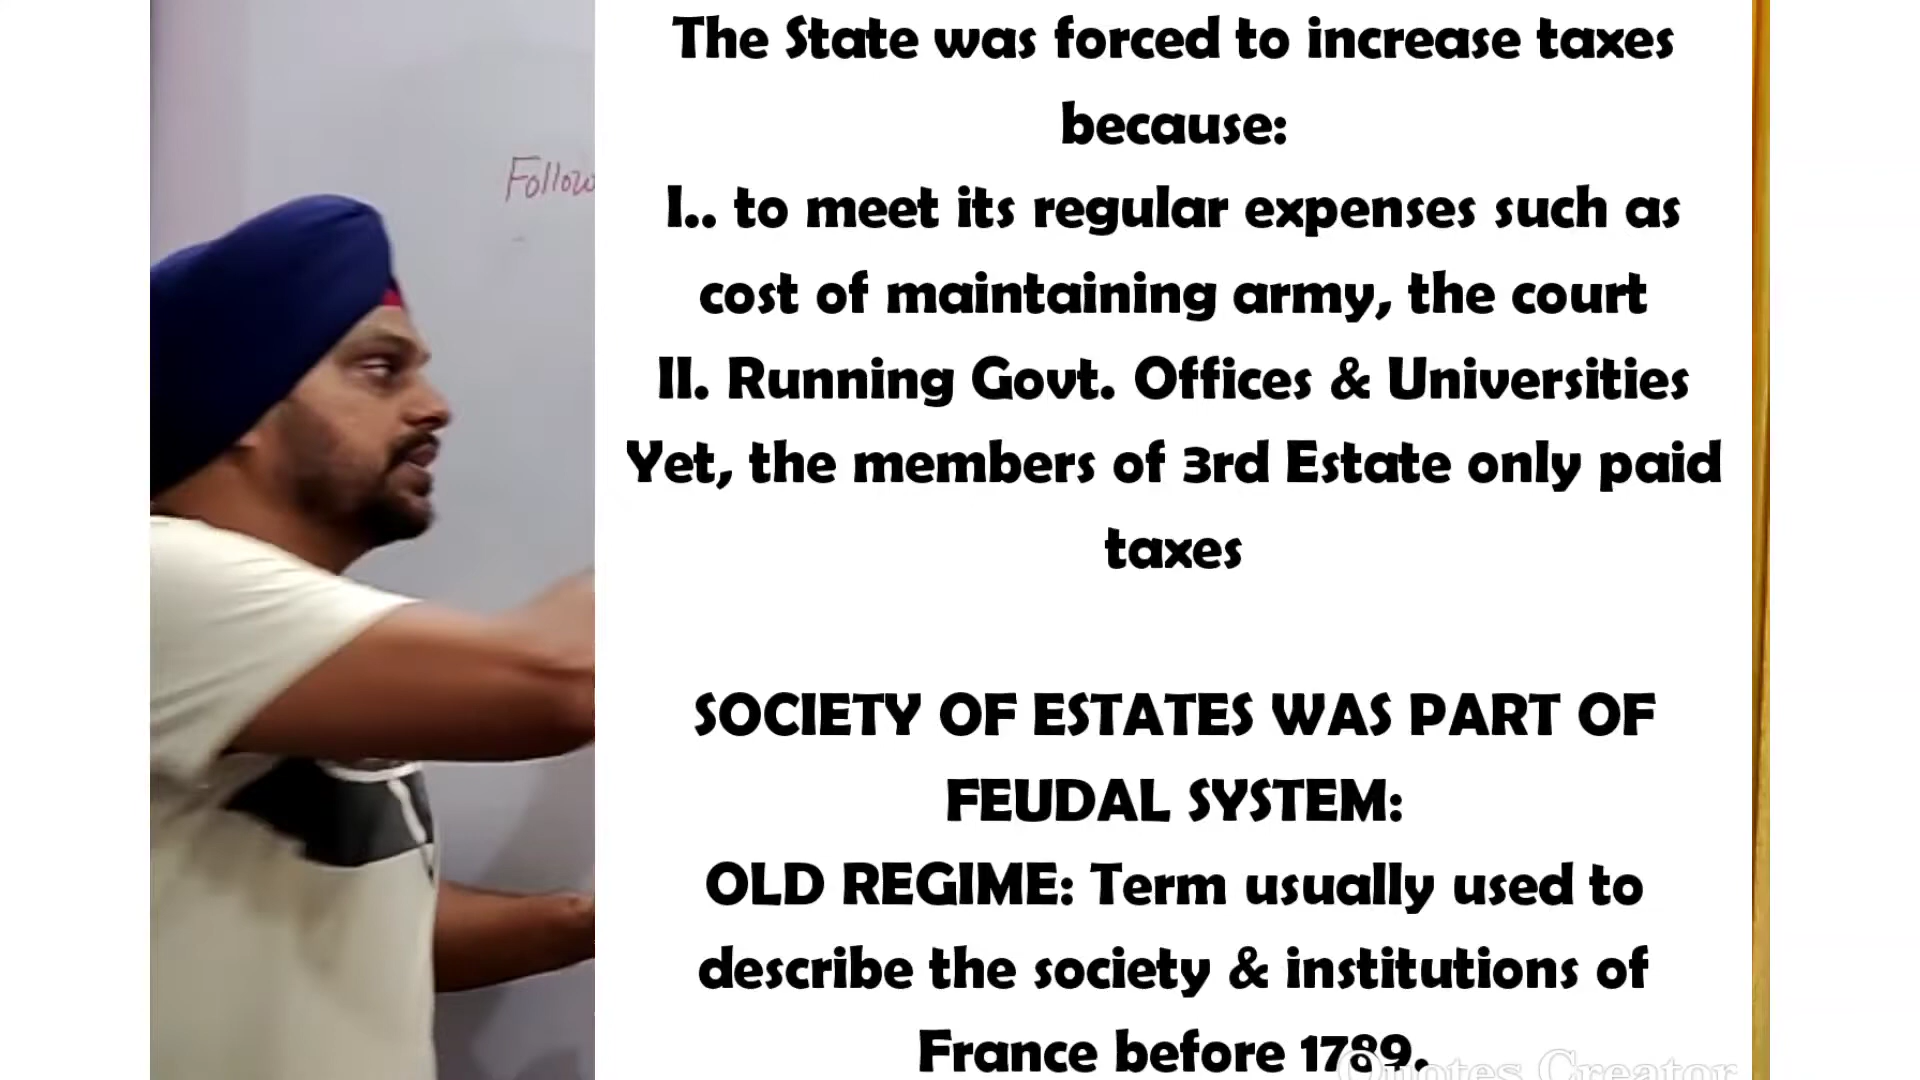 Follow
The State was forced to increase taxes
because:
I.. to meet its regular expenses such as
cost of maintaining army, the court
II. Running Govt. Offices & Universities
Yet, the members of 3rd Estate only paid
taxes
SOCIETY OF ESTATES WAS PART OF
FEUDAL SYSTEM:
OLD REGIME: Term usually used to
describe the society & institutions of
France before 1789.
Quotes Creator